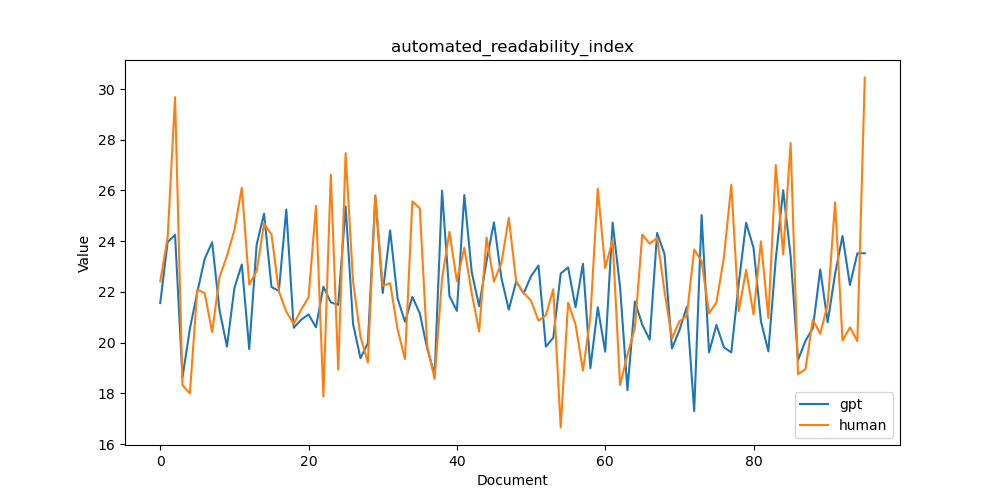 automated_readability_index
Value
30
28
26
24
22
20
18
16
0
20
40
60
80
Document
gpt
human